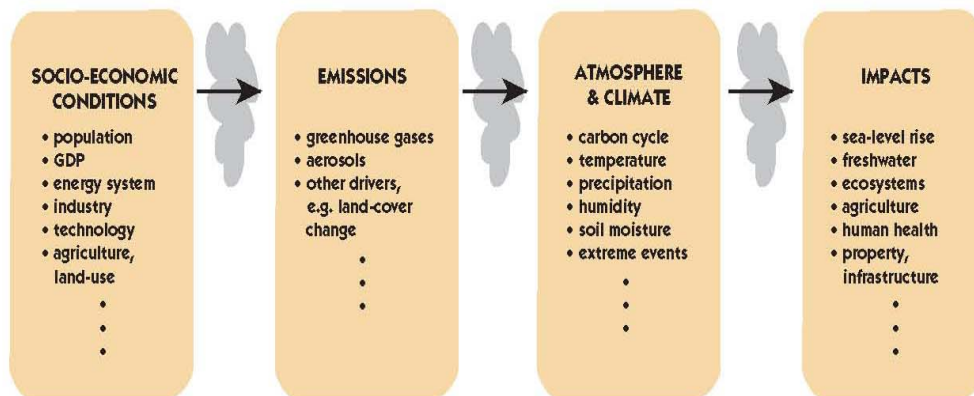 SOCIO-ECONOMIC
CONDITIONS
• population
• GDP
• energy system
• industry
• technology
• agriculture,
land-use
EMISSIONS
• greenhouse gases
• aerosols
• other drivers,
e.g. land-cover
change
ATMOSPHERE
& CLIMATE
• carbon cycle
• temperature
• precipitation
• humidity
• soil moisture
• extreme events
IMPACTS
• sea-level rise
• freshwater
• ecosystems
• agriculture
• human health
• property,
infrastructure